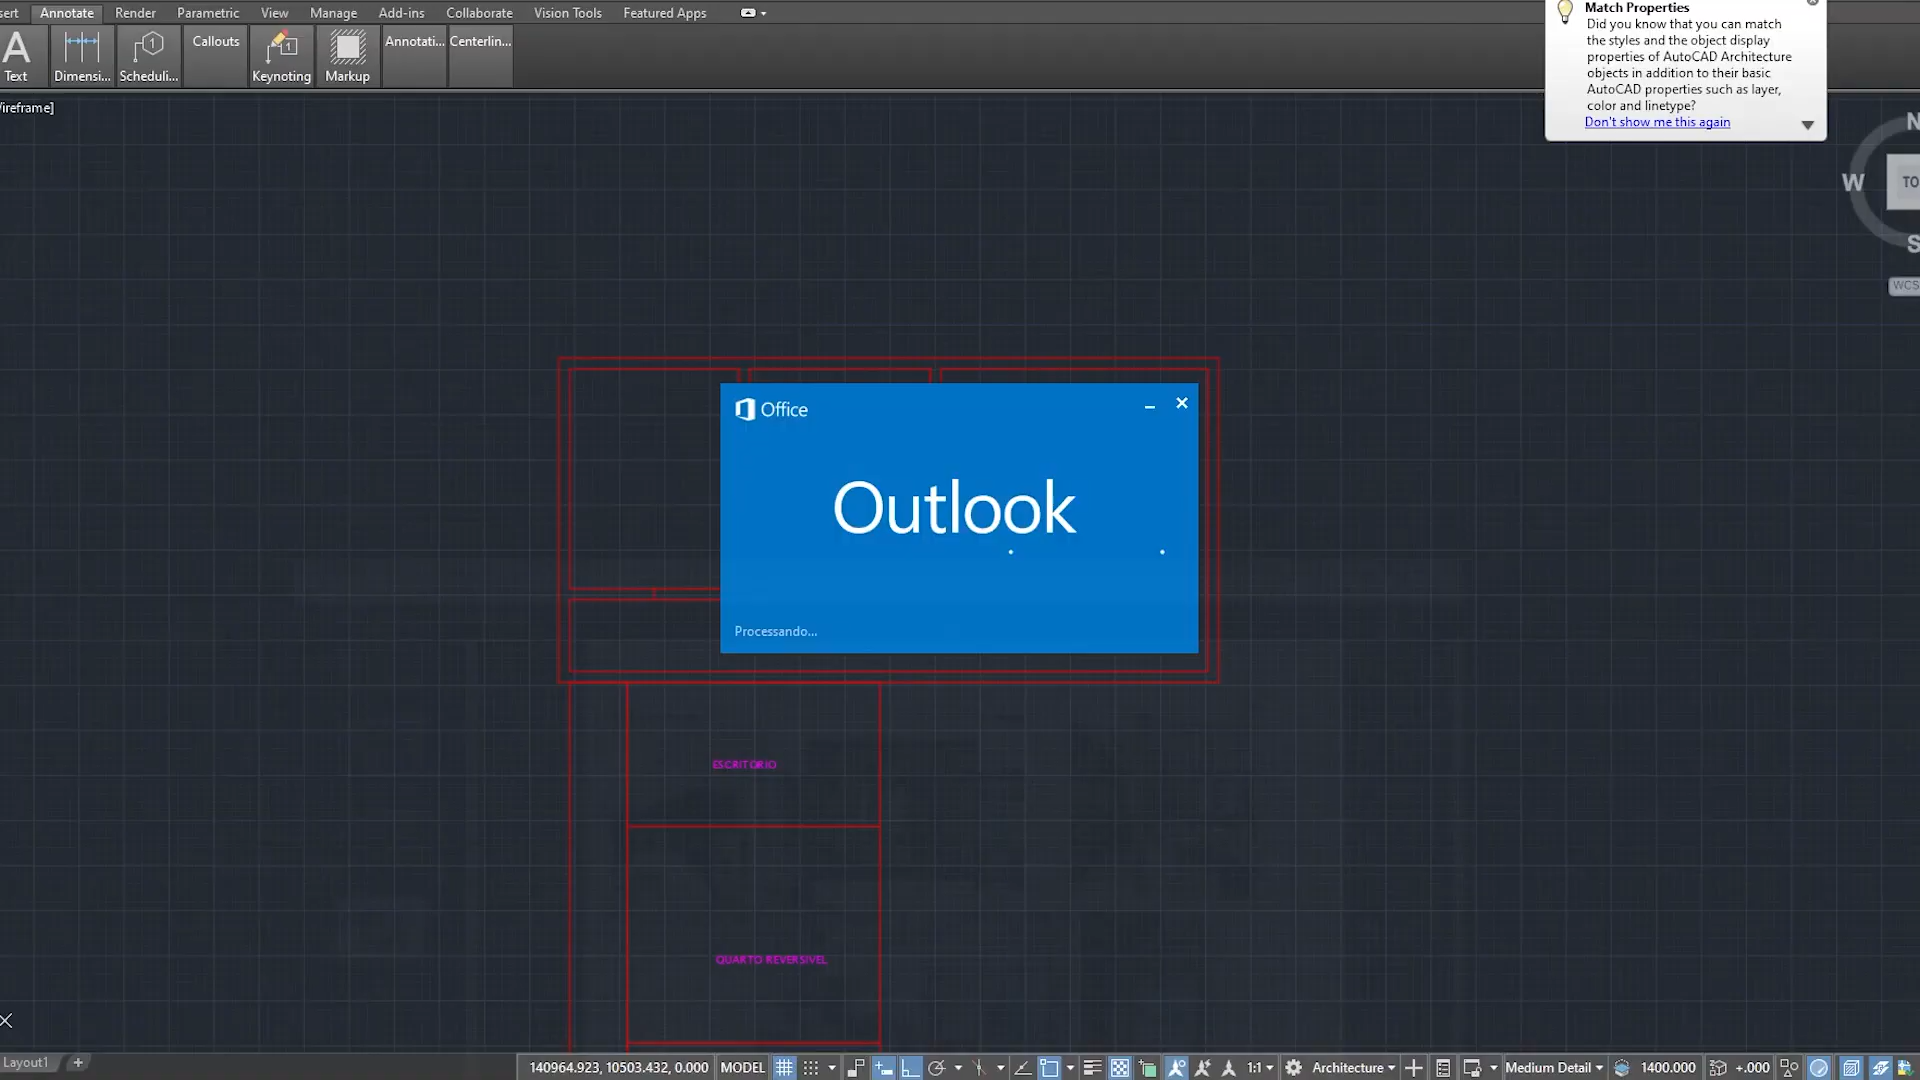 sert Annotate Render Parametric View Manage Add-ins Collaborate Vision Tools Featured Apps
A
Text Dimensi... Scheduli... Callouts Keynoting Markup Annotati... Centerlin...
1
1
Match Properties
Did you know that you can match
the styles and the object display
properties of AutoCAD Architecture
objects in addition to their basic
AutoCAD properties such as layer,
color and linetype?
Don't show me this again
ireframe]
N
W TO
S
WCS
Office
Outlook
Processando...
ESCRITORIO
QUARTO REVERSIVEL
Layout1 +
140964.923, 10503.432, 0.000 MODEL 1:1 Architecture Medium Detail 1400.000 +.000